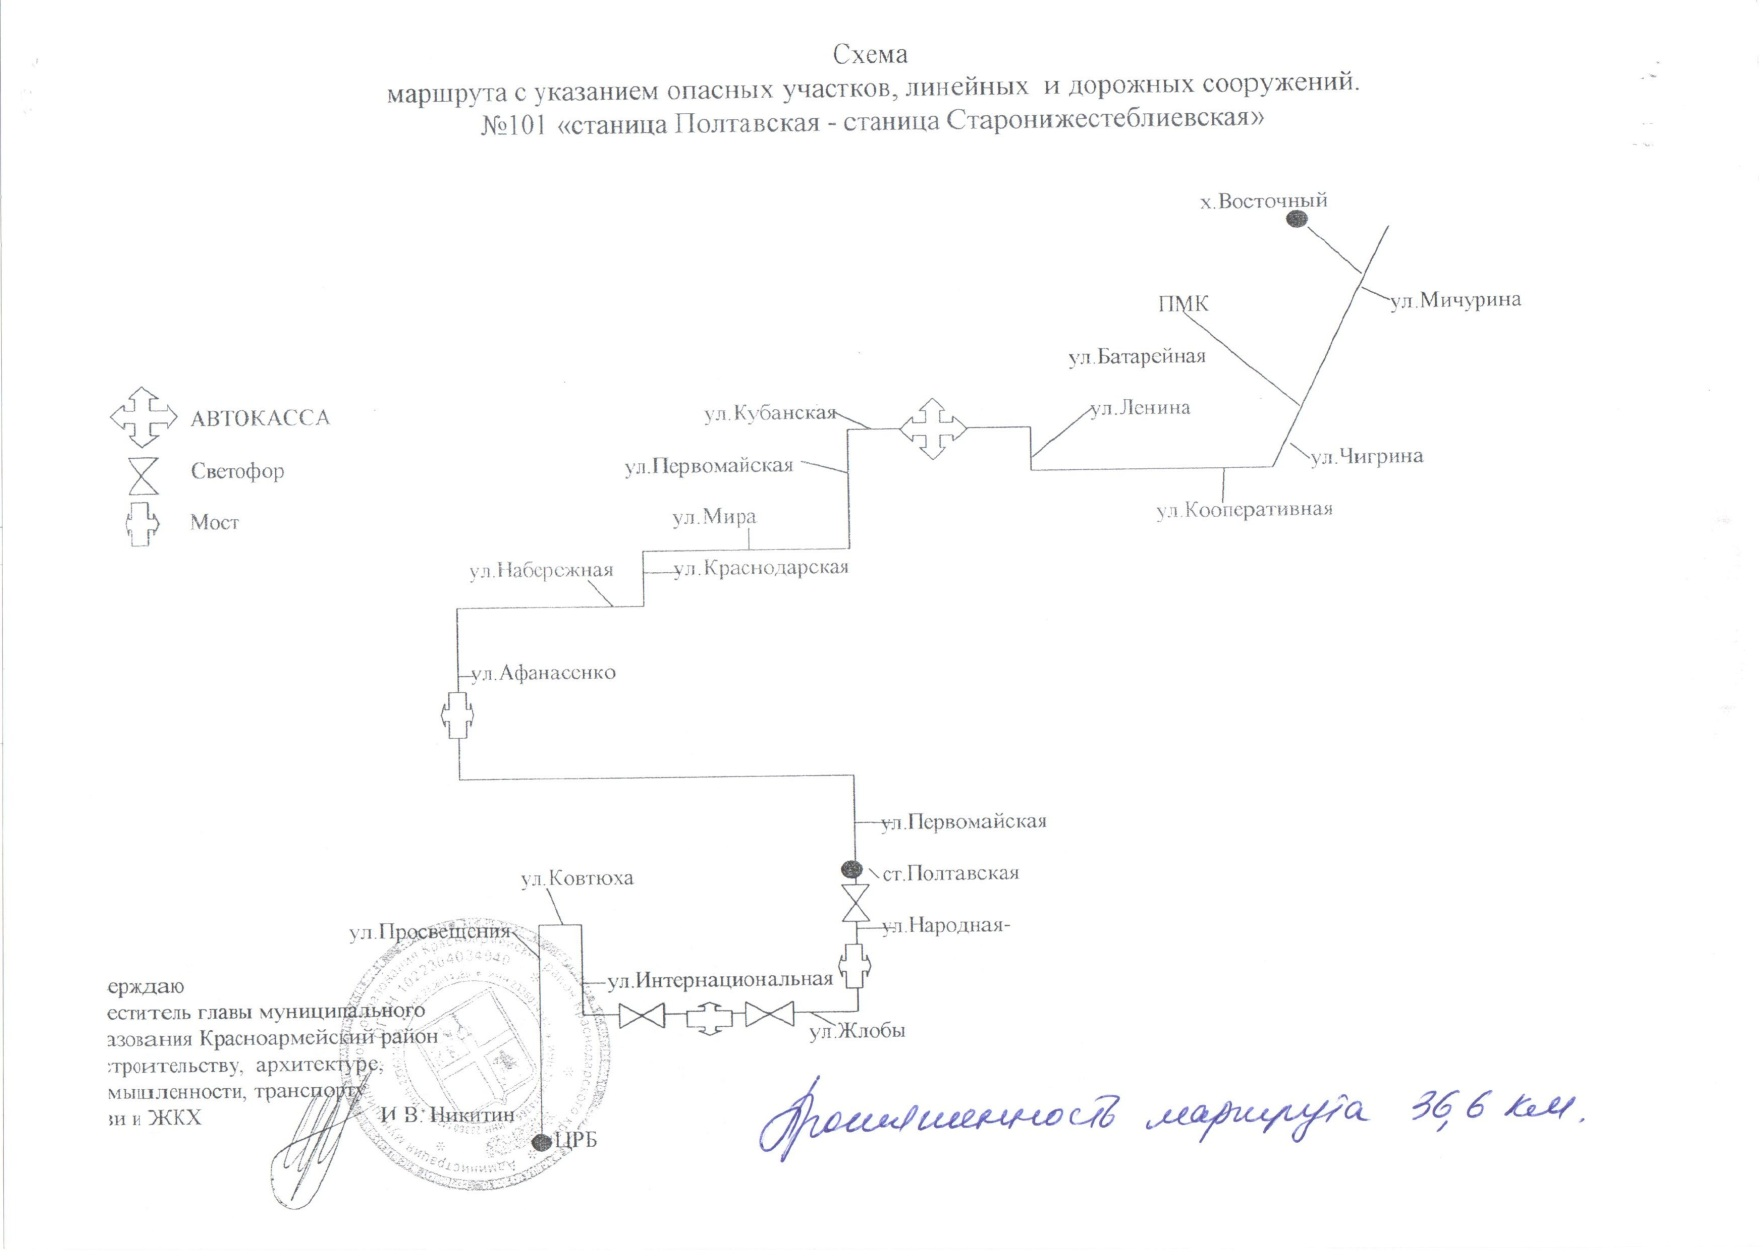 Схема
маршрута с указанием опасных участков, линейных и дорожных сооружений.
№101 «станица Полтавская - станица Старонижестеблиевская»
х.Восточный
ул.Мичурина
ПМК
ул.Батарейная
ул.Ленина
ул.Кубанская
АВТОКАССА
ул.Чигрина
ул.Первомайская
Светофор
ул.Кооперативная
ул.Мира
Мост
ул.Набережная
ул.Краснодарская
ул.Афанасенко
ул.Первомайская
ст.Полтавская
ул.Ковтюха
ул.Народная-
ул.Просвещения
ул.Интернациональная
ул.Жлобы
ерждаю
еститель главы муниципального
азования Красноармейский район
троительству, архитектуре,
мышленности, транспорту
зи и ЖКХ
И В. Никитин
ЦРБ
Протяженность маршрута 36,6 км.